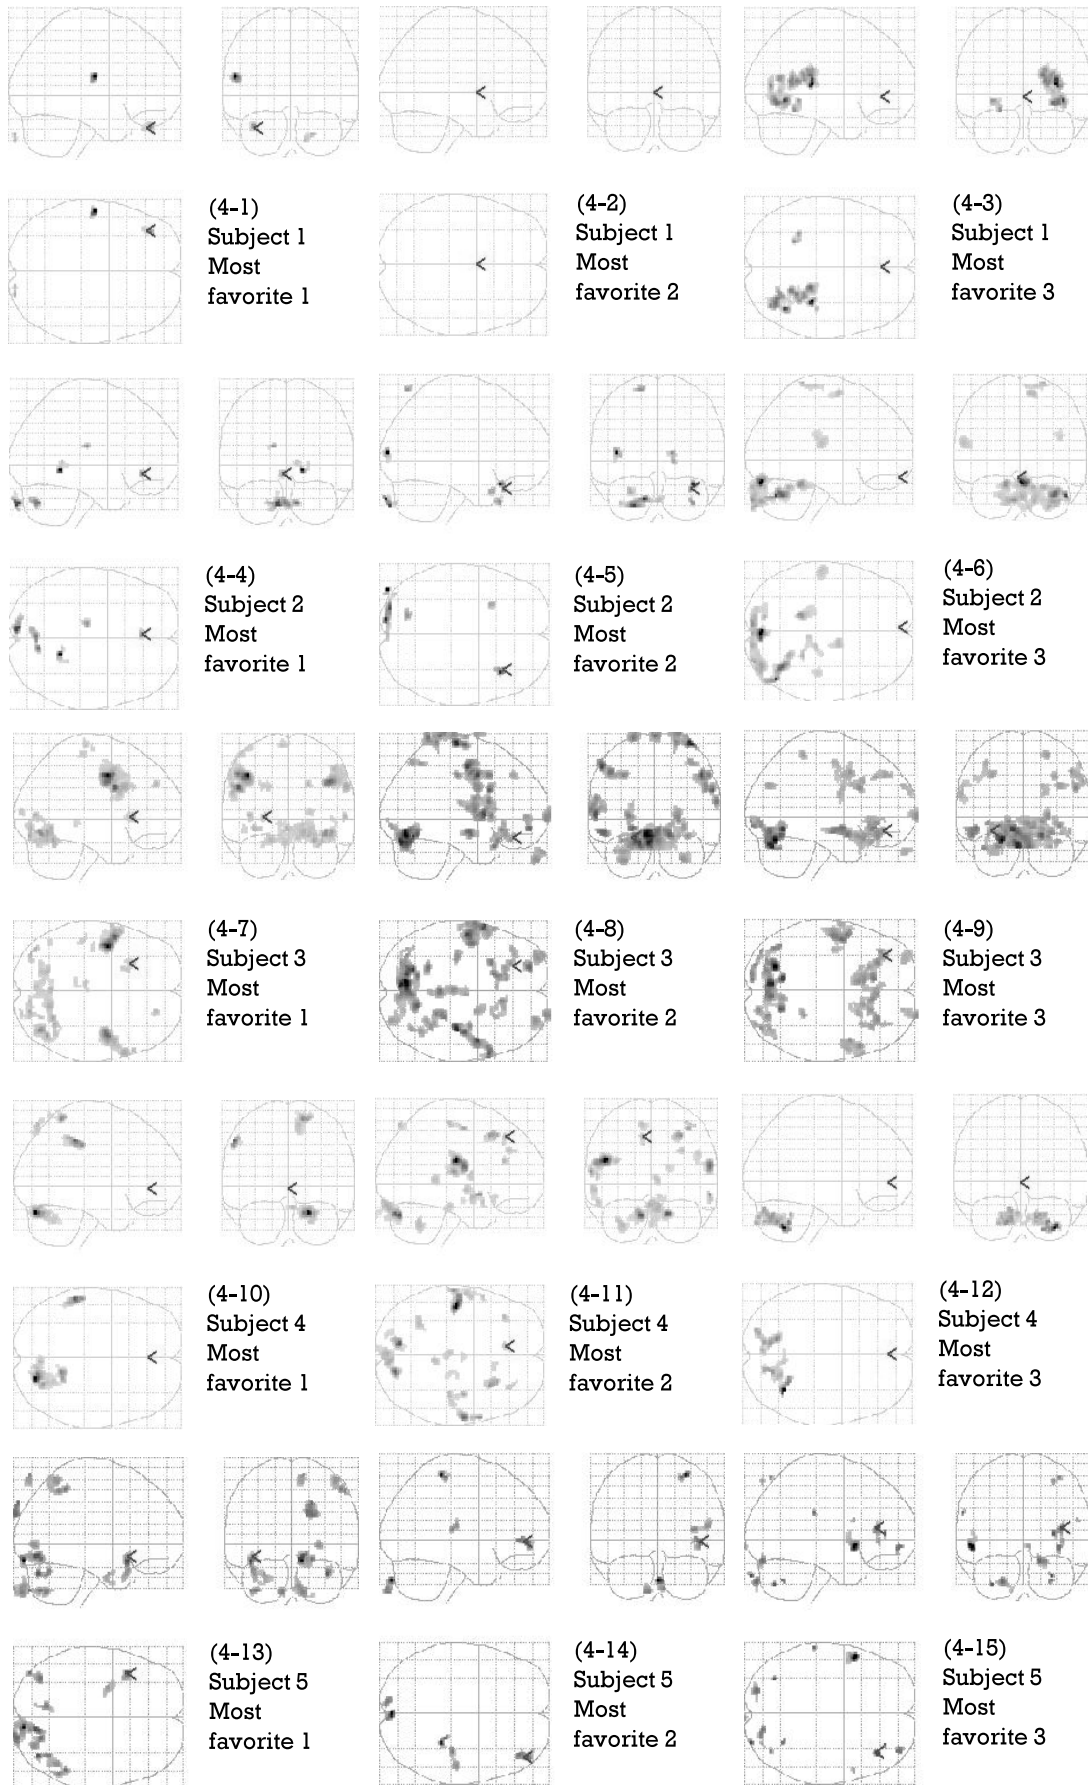 (4-1)
Subject 1
Most
favorite 1
(4-2)
Subject 1
Most
favorite 2
(4-3)
Subject 1
Most
favorite 3
(4-4)
Subject 2
Most
favorite 1
(4-5)
Subject 2
Most
favorite 2
(4-6)
Subject 2
Most
favorite 3
(4-7)
Subject 3
Most
favorite 1
(4-8)
Subject 3
Most
favorite 2
(4-9)
Subject 3
Most
favorite 3
(4-10)
Subject 4
Most
favorite 1
(4-11)
Subject 4
Most
favorite 2
(4-12)
Subject 4
Most
favorite 3
(4-13)
Subject 5
Most
favorite 1
(4-14)
Subject 5
Most
favorite 2
(4-15)
Subject 5
Most
favorite 3